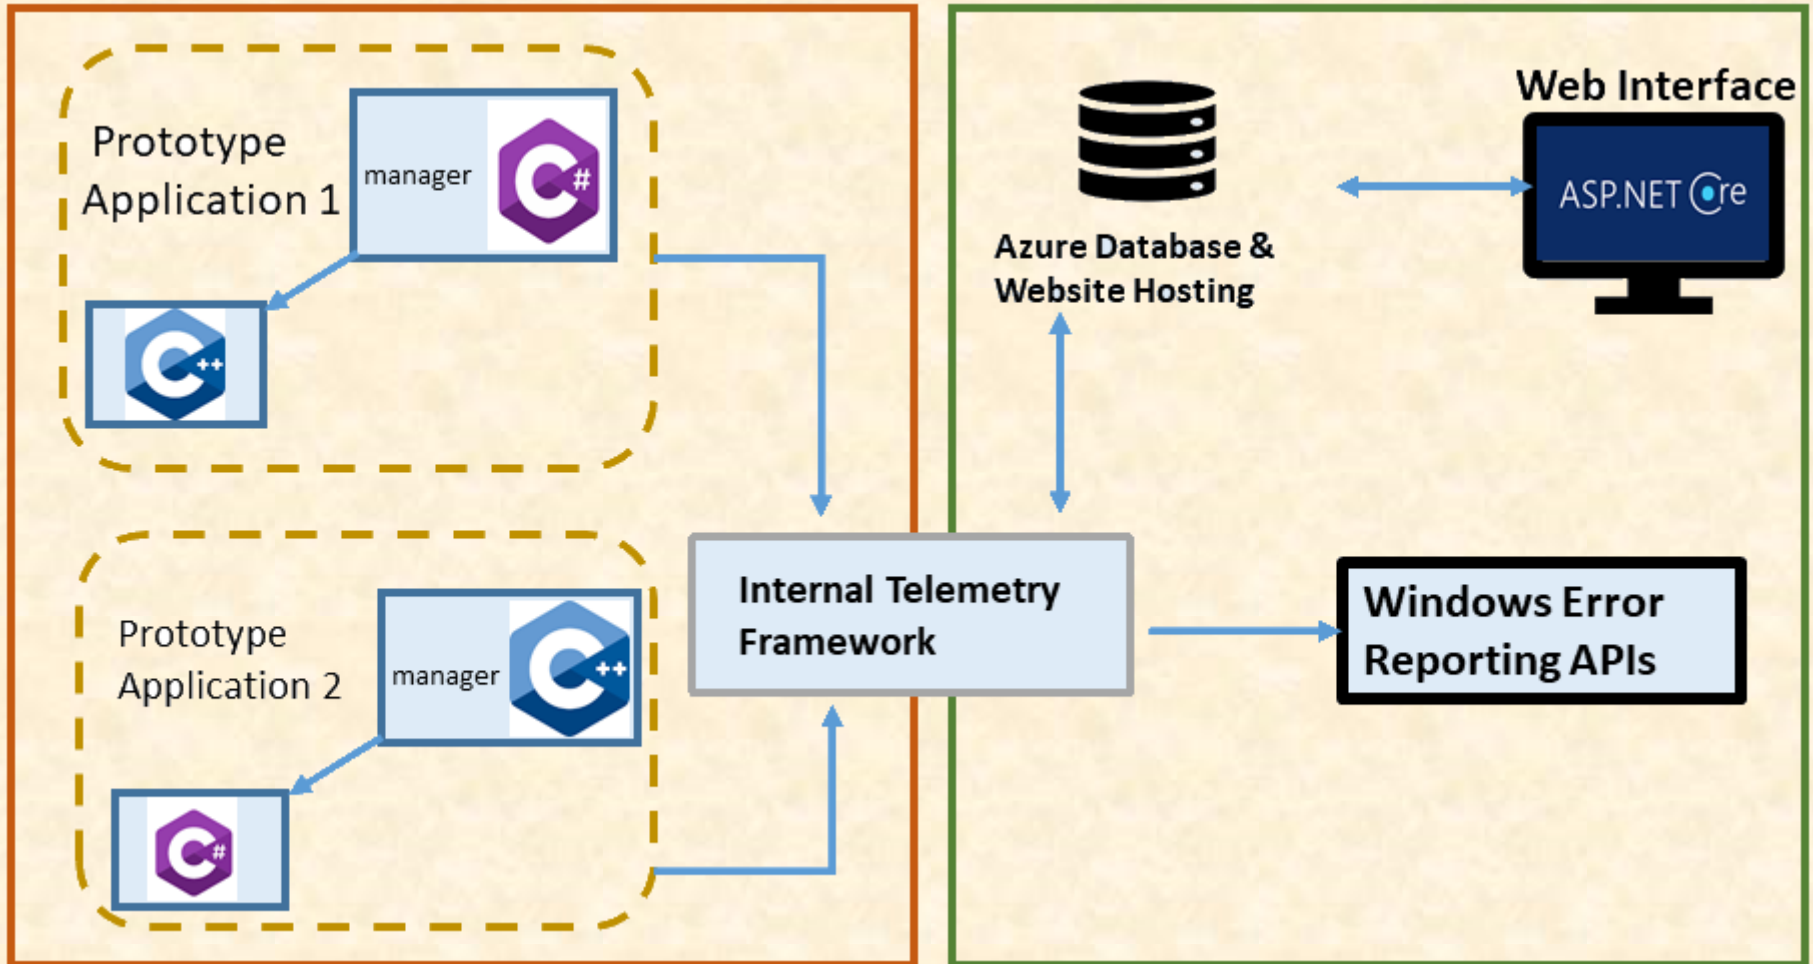 Prototype
Application 1
manager
C#
C++
Prototype
Application 2
manager
C++
C#
Internal Telemetry
Framework
Azure Database &
Website Hosting
Web Interface
ASP.NET Core
Windows Error
Reporting APIs